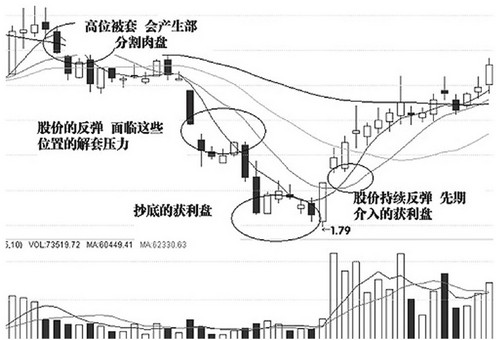 高位被套 会产生部
分割肉盘
股价的反弹 面临这些
位置的解套压力
抄底的获利盘
股价持续反弹 先期
介入的获利盘
1.79
5,10) VOL:73519.72 MA:60449.41 MA:62330.63